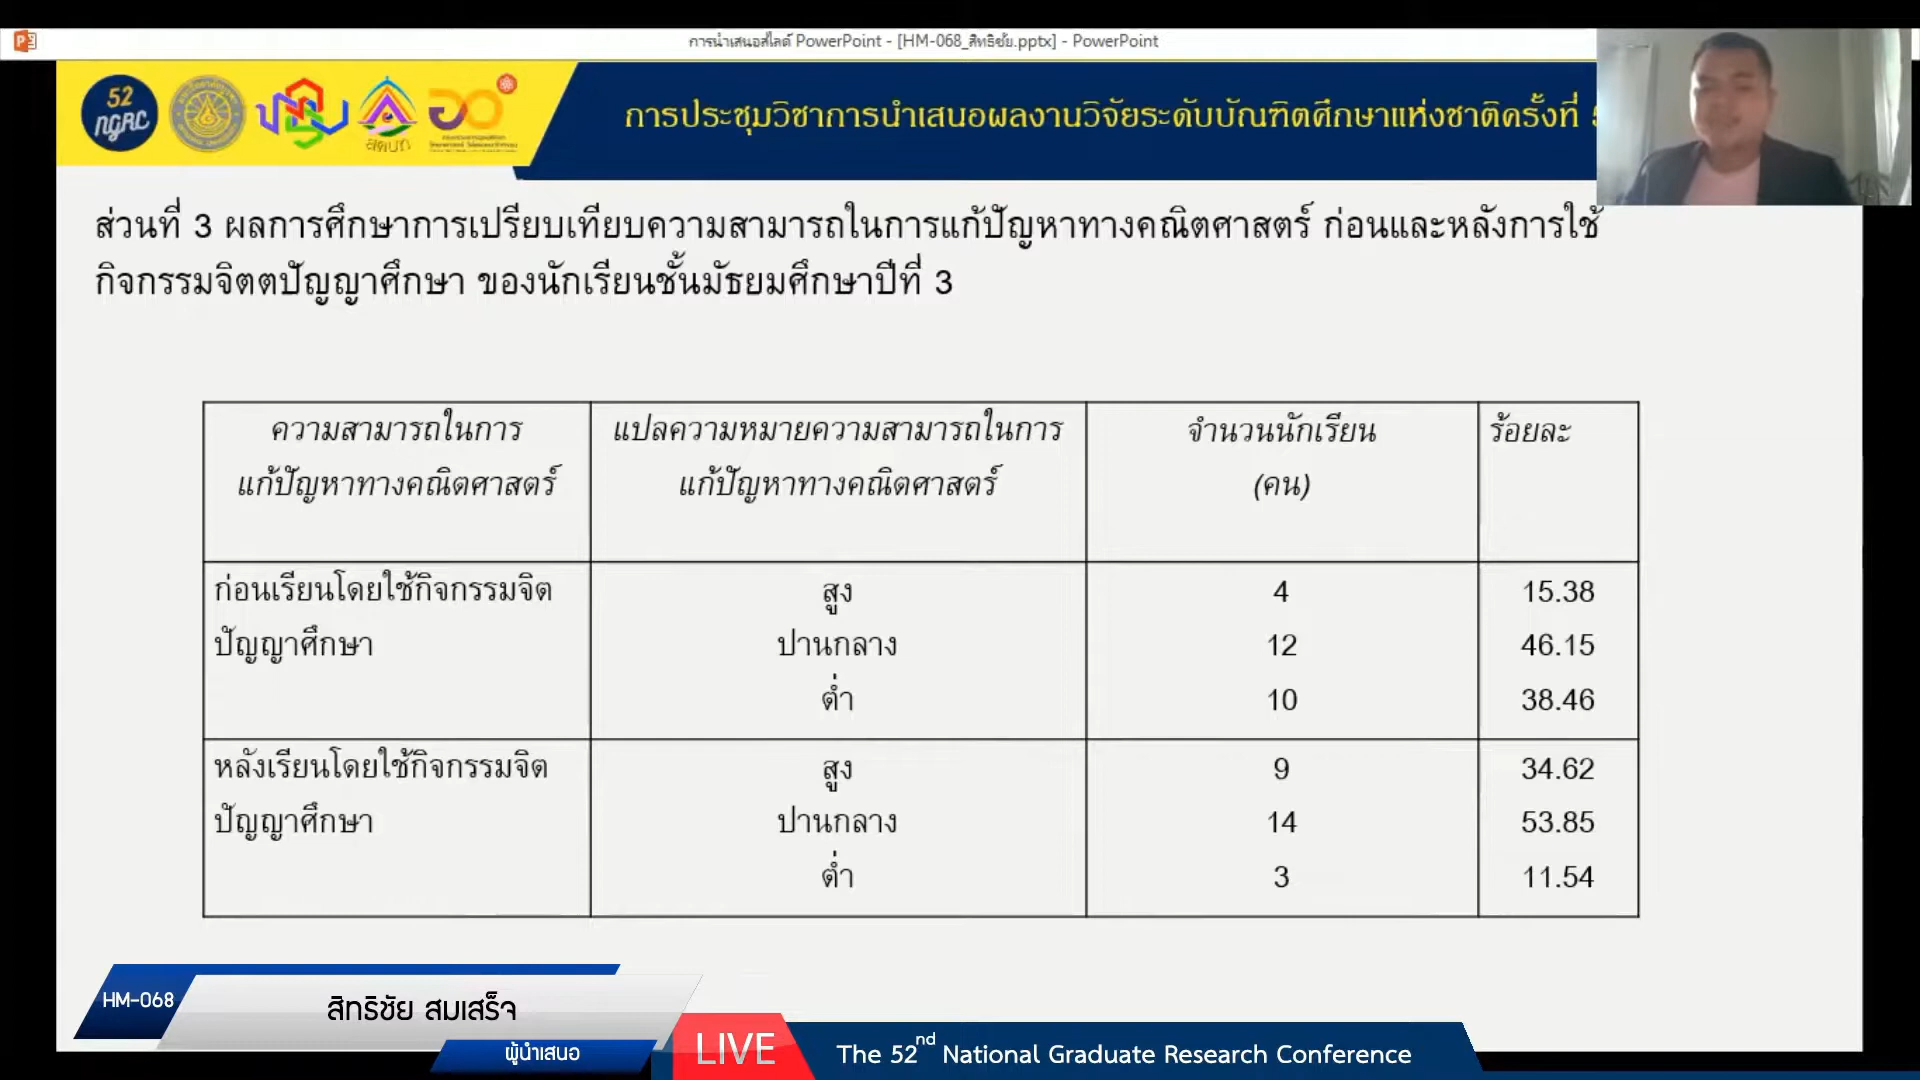 การนำเสนอสไลด์ PowerPoint - [HM-068_สิทธิชัย.pptx] - PowerPoint
52
NGRC
สคบท
การประชุมวิชาการนำเสนอผลงานวิจัยระดับบัณฑิตศึกษาแห่งชาติครั้งที่
ส่วนที่ 3 ผลการศึกษาการเปรียบเทียบความสามารถในการแก้ปัญหาทางคณิตศาสตร์ ก่อนและหลังการใช้
กิจกรรมจิตตปัญญาศึกษา ของนักเรียนชั้นมัธยมศึกษาปีที่ 3
ความสามารถในการ
แก้ปัญหาทางคณิตศาสตร์
แปลความหมายความสามารถในการ
แก้ปัญหาทางคณิตศาสตร์
จำนวนนักเรียน
(คน)
ร้อยละ
ก่อนเรียนโดยใช้กิจกรรมจิต
ปัญญาศึกษา
สูง 4 15.38
ปานกลาง 12 46.15
ต่ำ 10 38.46
หลังเรียนโดยใช้กิจกรรมจิต
ปัญญาศึกษา
สูง 9 34.62
ปานกลาง 14 53.85
ต่ำ 3 11.54
HM-068
สิทธิชัย สมเสร็จ
ผู้นำเสนอ
LIVE
The 52nd National Graduate Research Conference